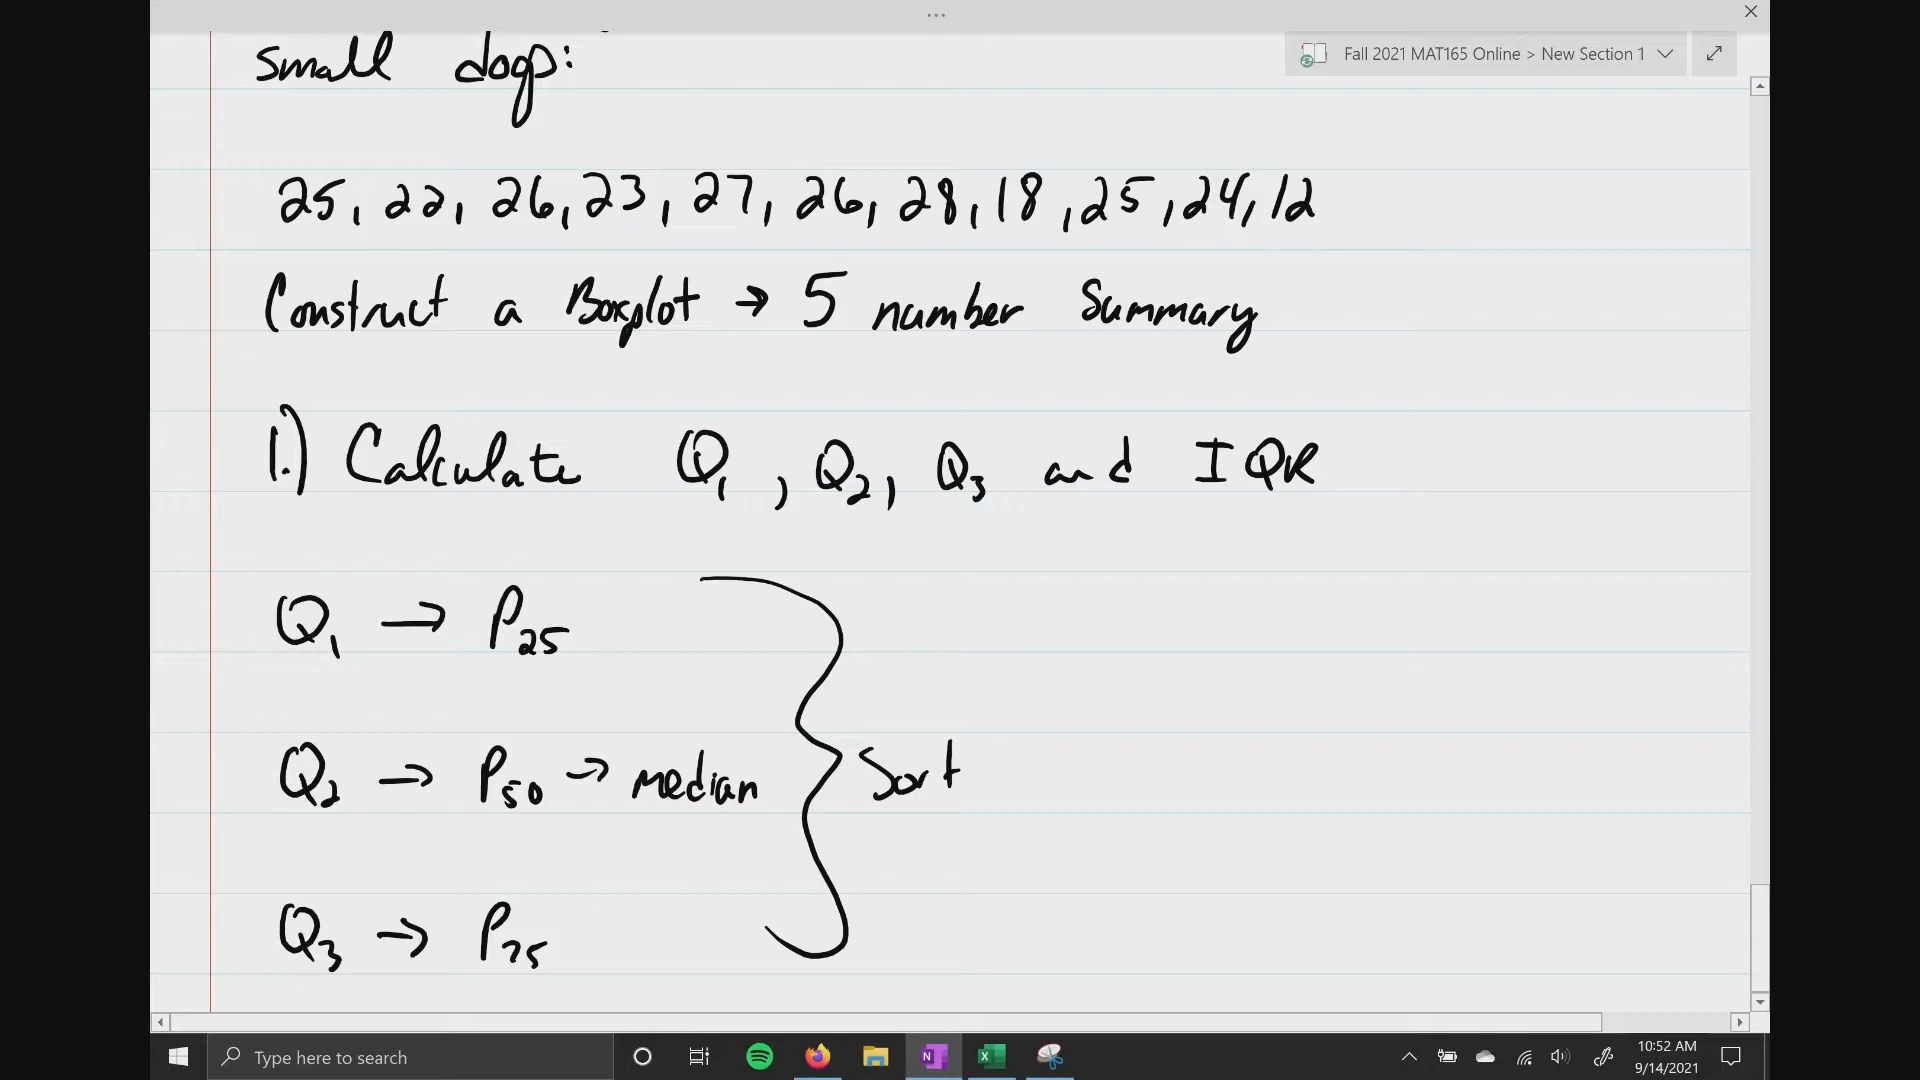 small dogs:
Fall 2021 MAT165 Online > New Section 1
25, 22, 26, 23, 27, 26, 28, 18, 25, 24, 12
Construct a Boxplot → 5 number Summary
1.) Calculate Q1, Q2, Q3 and IQR
Q1 → P25
Q2 → P50 → median
Sort
Q3 → P75
Type here to search
10:52 AM
9/14/2021